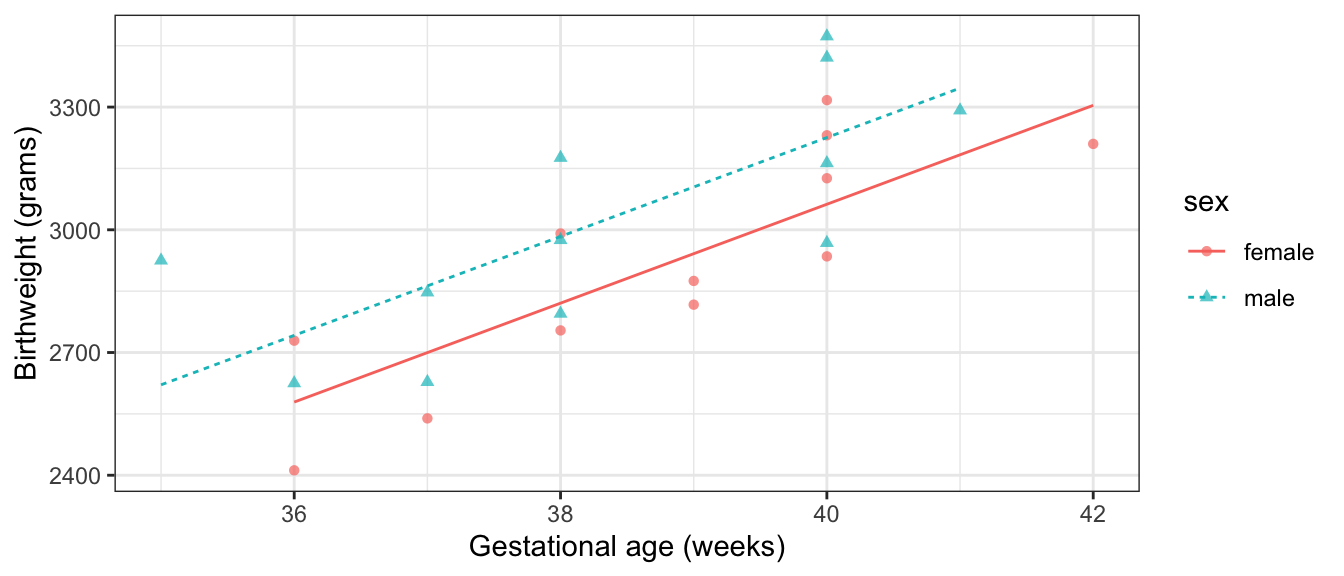 3300
3000
2700
2400
Birthweight (grams)
36 38 40 42
Gestational age (weeks)
sex
female
male